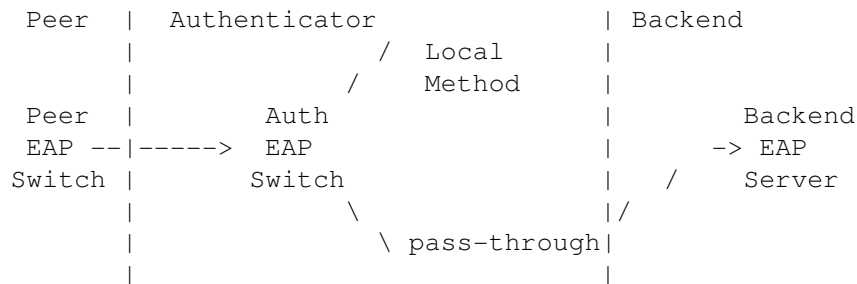 Peer | Authenticator | Backend
| / Local |
| / Method |
Peer | Auth | Backend
EAP --|-----> EAP | -> EAP
Switch | Switch | / Server
| \ |/
| \ pass-through|
| |